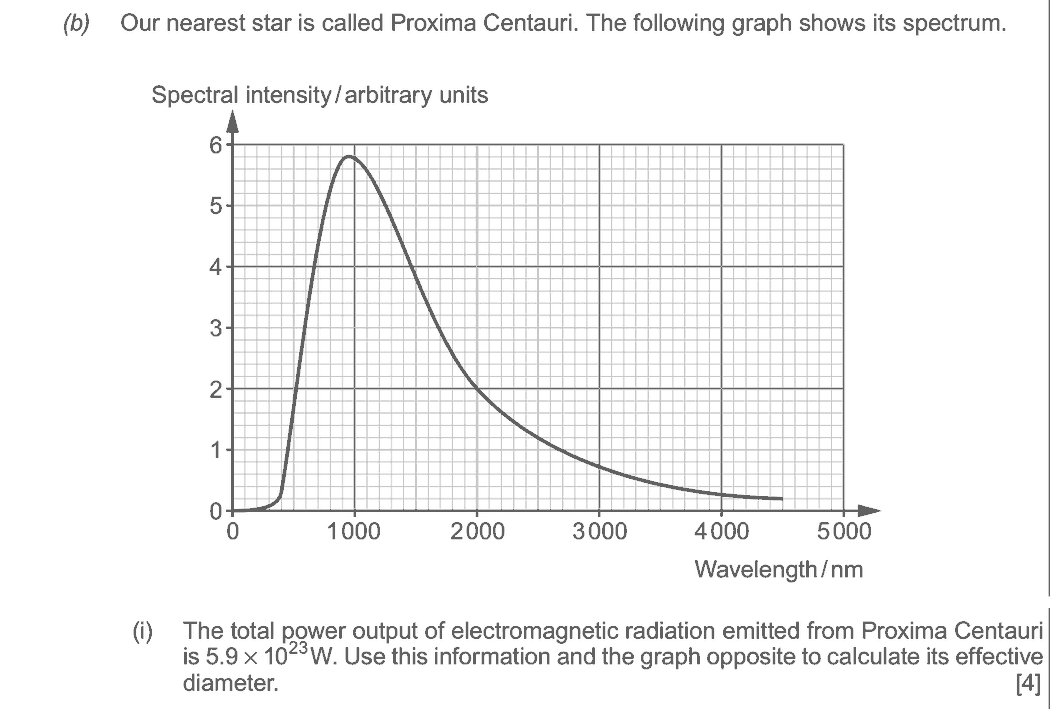 (b) Our nearest star is called Proxima Centauri. The following graph shows its spectrum.
Spectral intensity/arbitrary units
6
5
4
3
2
1
0
0 1000 2000 3000 4000 5000
Wavelength/nm
(i) The total power output of electromagnetic radiation emitted from Proxima Centauri
is 5.9 × 10²³W. Use this information and the graph opposite to calculate its effective
diameter. [4]